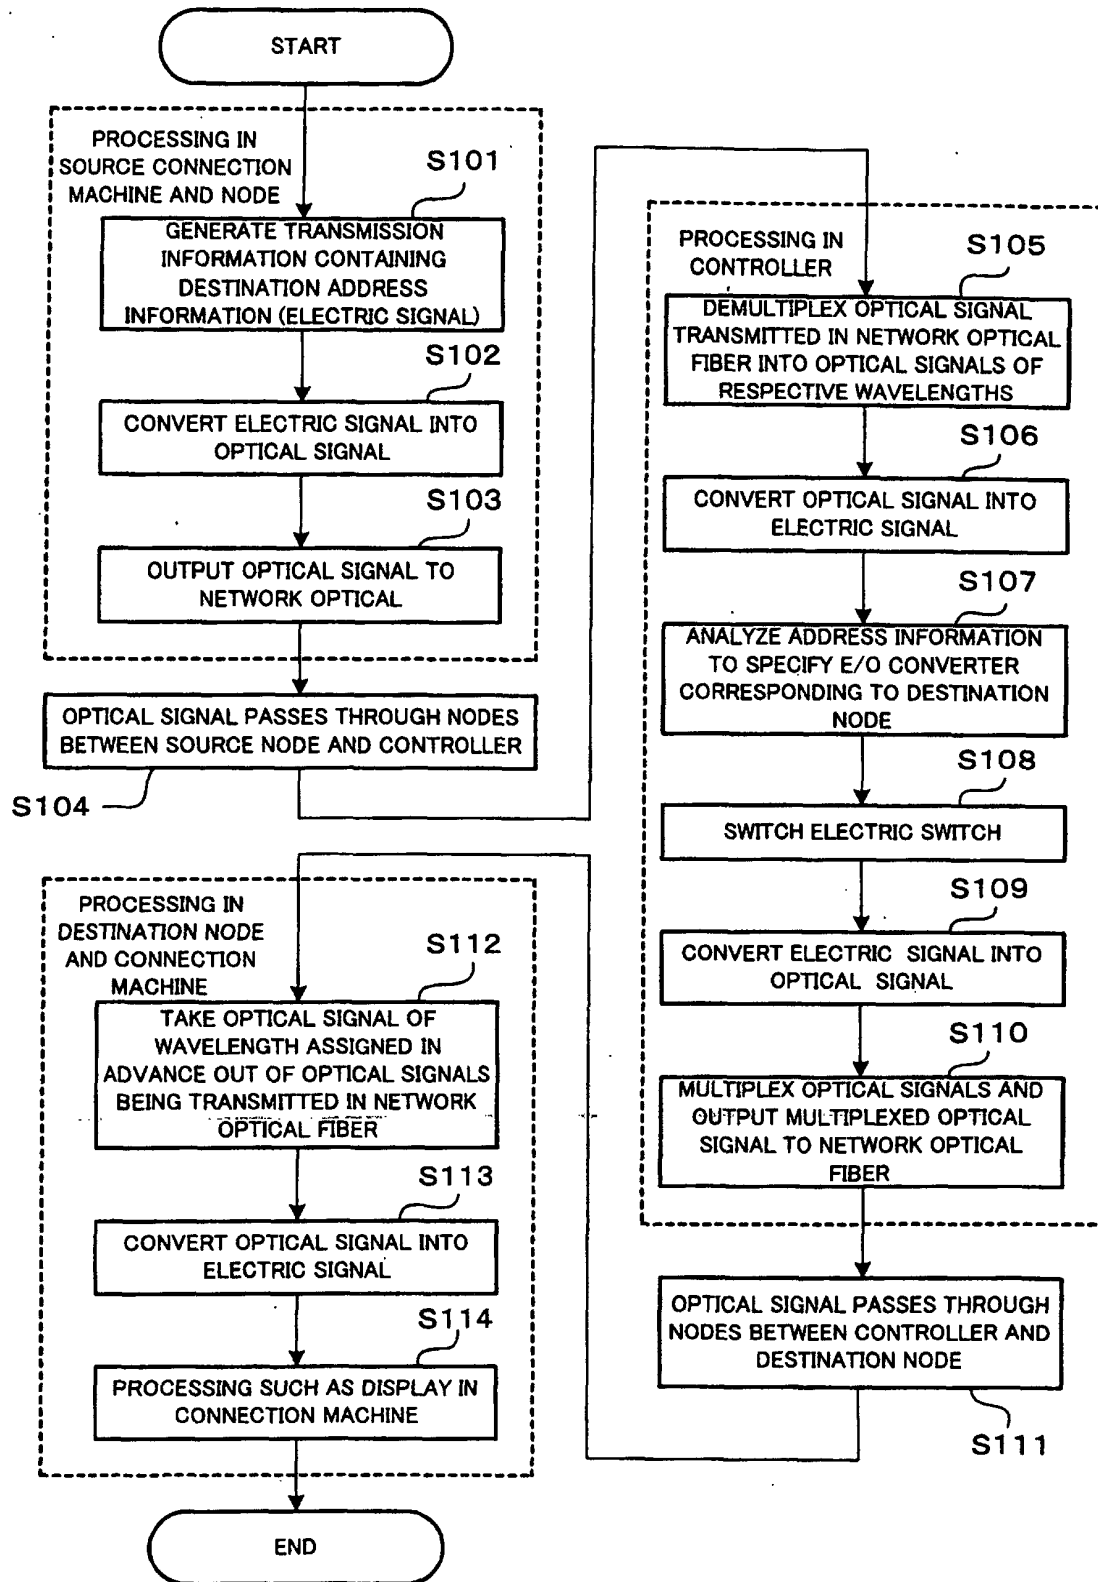 START
PROCESSING IN
SOURCE CONNECTION
MACHINE AND NODE
S101
GENERATE TRANSMISSION
INFORMATION CONTAINING
DESTINATION ADDRESS
INFORMATION (ELECTRIC SIGNAL)
S102
CONVERT ELECTRIC SIGNAL INTO
OPTICAL SIGNAL
S103
OUTPUT OPTICAL SIGNAL TO
NETWORK OPTICAL
OPTICAL SIGNAL PASSES THROUGH NODES
BETWEEN SOURCE NODE AND CONTROLLER
S104
PROCESSING IN
CONTROLLER
S105
DEMULTIPLEX OPTICAL SIGNAL
TRANSMITTED IN NETWORK OPTICAL
FIBER INTO OPTICAL SIGNALS OF
RESPECTIVE WAVELENGTHS
S106
CONVERT OPTICAL SIGNAL INTO
ELECTRIC SIGNAL
S107
ANALYZE ADDRESS INFORMATION
TO SPECIFY E/O CONVERTER
CORRESPONDING TO DESTINATION
NODE
S108
SWITCH ELECTRIC SWITCH
S109
CONVERT ELECTRIC SIGNAL INTO
OPTICAL SIGNAL
S110
MULTIPLEX OPTICAL SIGNALS AND
OUTPUT MULTIPLEXED OPTICAL
SIGNAL TO NETWORK OPTICAL
FIBER
OPTICAL SIGNAL PASSES THROUGH
NODES BETWEEN CONTROLLER AND
DESTINATION NODE
S111
PROCESSING IN
DESTINATION NODE
AND CONNECTION
MACHINE
S112
TAKE OPTICAL SIGNAL OF
WAVELENGTH ASSIGNED IN
ADVANCE OUT OF OPTICAL SIGNALS
BEING TRANSMITTED IN NETWORK
OPTICAL FIBER
S113
CONVERT OPTICAL SIGNAL INTO
ELECTRIC SIGNAL
S114
PROCESSING SUCH AS DISPLAY IN
CONNECTION MACHINE
END